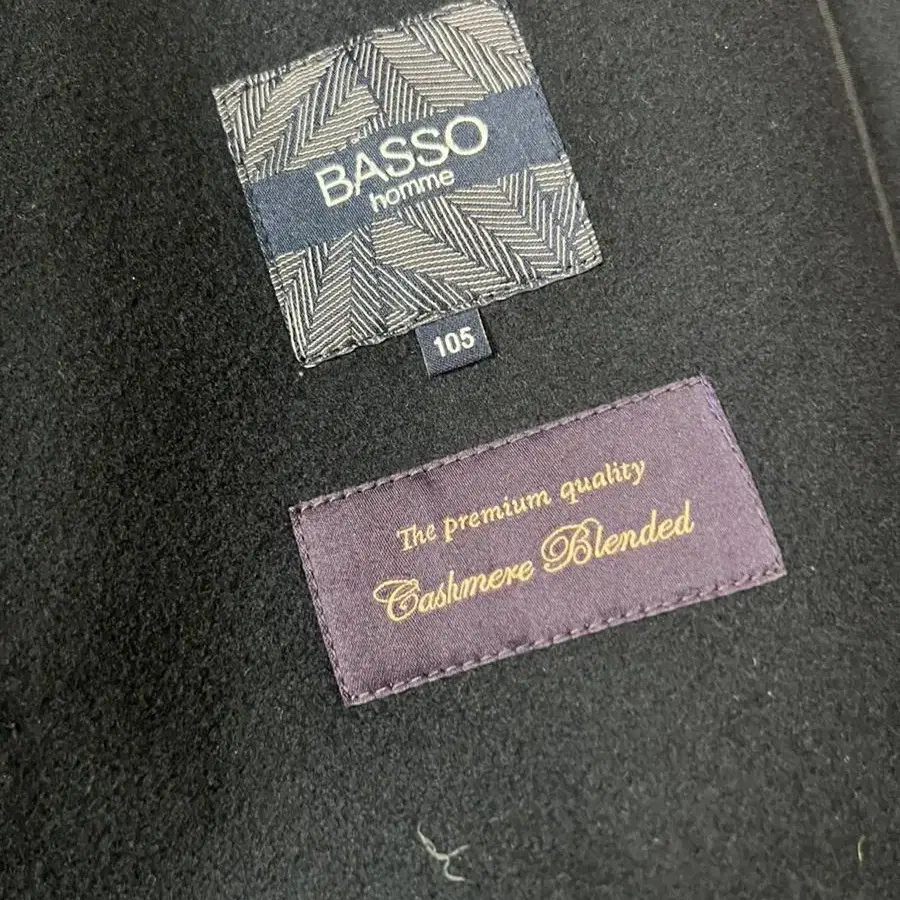 BASSO
homme
105
The premium quality
Cashmere Blended